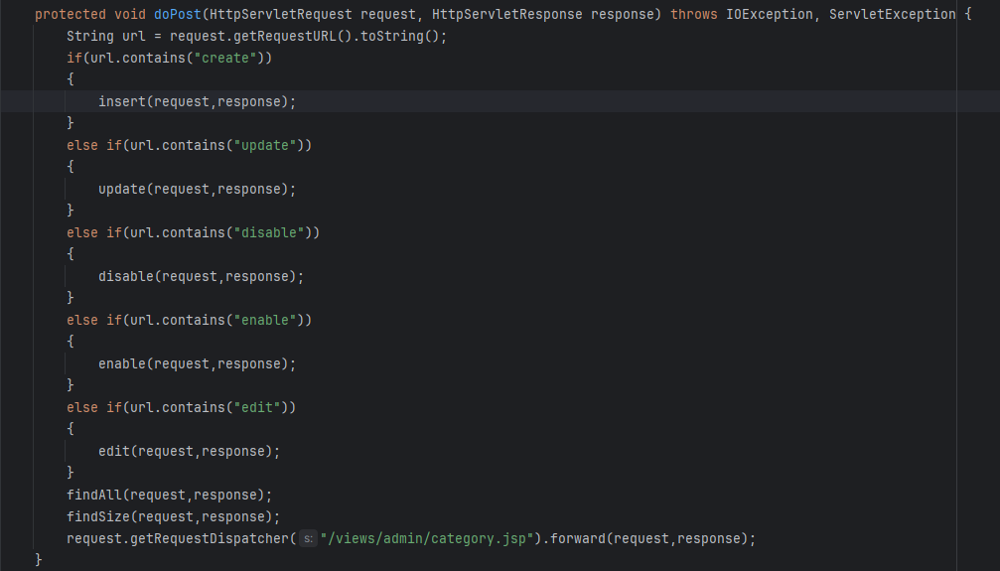 protected void doPost(HttpServletRequest request, HttpServletResponse response) throws IOException, ServletException {
    String url = request.getRequestURL().toString();
    if(url.contains("create"))
    {
        insert(request,response);
    }
    else if(url.contains("update"))
    {
        update(request,response);
    }
    else if(url.contains("disable"))
    {
        disable(request,response);
    }
    else if(url.contains("enable"))
    {
        enable(request,response);
    }
    else if(url.contains("edit"))
    {
        edit(request,response);
    }
    findAll(request,response);
    findSize(request,response);
    request.getRequestDispatcher( s: "/views/admin/category.jsp").forward(request,response);
}